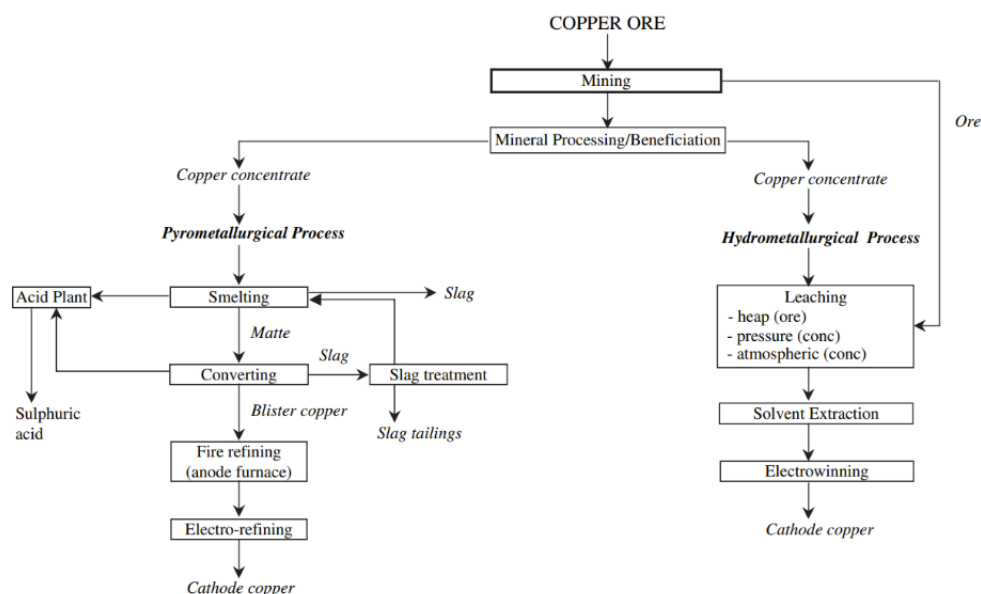 COPPER ORE
Mining
Ore
Mineral Processing/Beneficiation
Copper concentrate
Copper concentrate
Pyrometallurgical Process
Hydrometallurgical Process
Acid Plant
Smelting
Slag
Leaching
- heap (ore)
- pressure (conc)
- atmospheric (conc)
Matte
Slag
Converting
Slag treatment
Sulphuric
acid
Blister copper
Slag tailings
Solvent Extraction
Fire refining
(anode furnace)
Electrowinning
Electro-refining
Cathode copper
Cathode copper